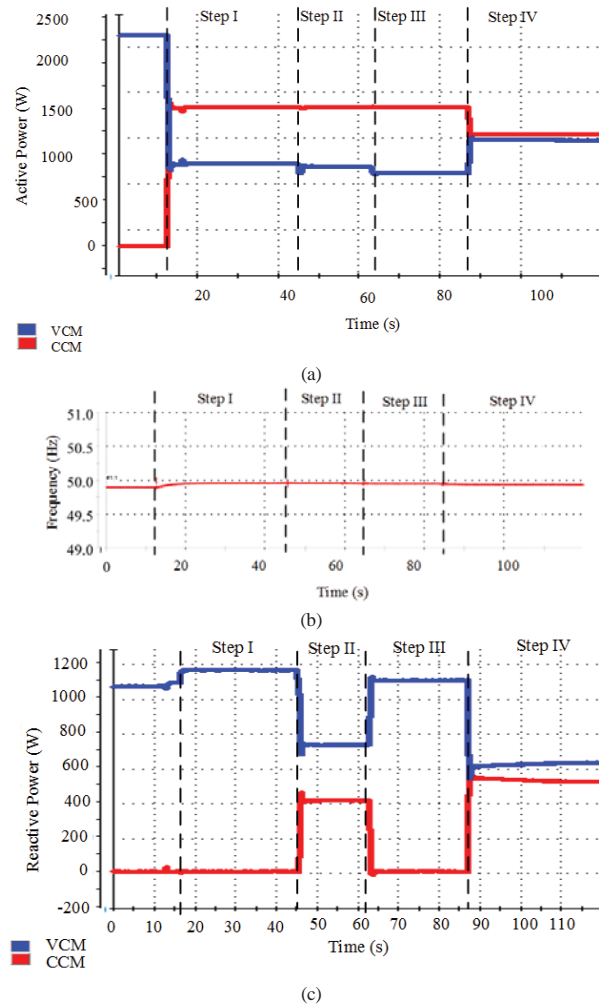 Step I Step II Step III Step IV
2500
2000
1500
1000
500
0
Active Power (W)
20 40 60 80 100
Time (s)
VCM
CCM
(a)
Step I Step II Step III Step IV
51.0
50.5
50.0
49.5
49.0
Frequency (Hz)
0 20 40 60 80 100
Time (s)
(b)
Step I Step II Step III Step IV
1200
1000
800
600
400
200
0
-200
Reactive Power (W)
0 10 20 30 40 50 60 70 80 90 100 110
Time (s)
VCM
CCM
(c)